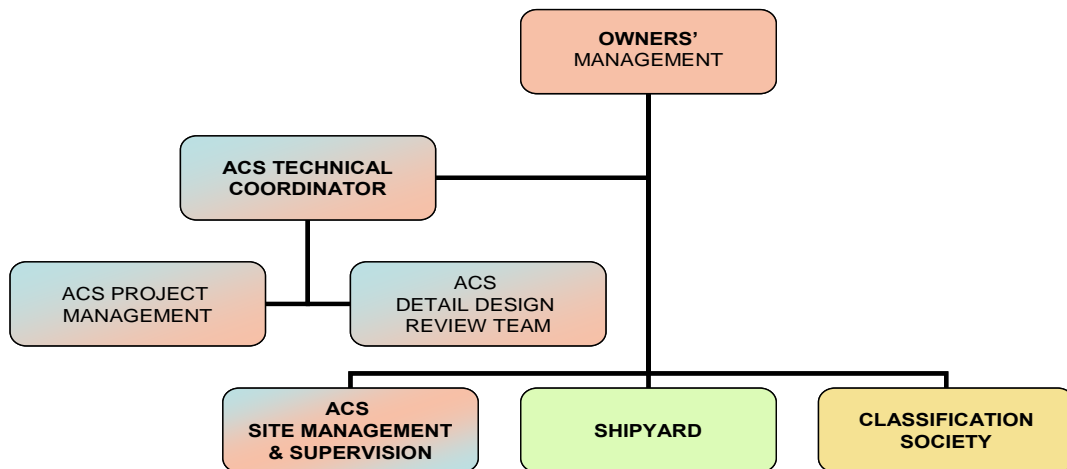 OWNERS’
MANAGEMENT
ACS TECHNICAL
COORDINATOR
ACS PROJECT
MANAGEMENT
ACS
DETAIL DESIGN
REVIEW TEAM
ACS
SITE MANAGEMENT
& SUPERVISION
SHIPYARD
CLASSIFICATION
SOCIETY